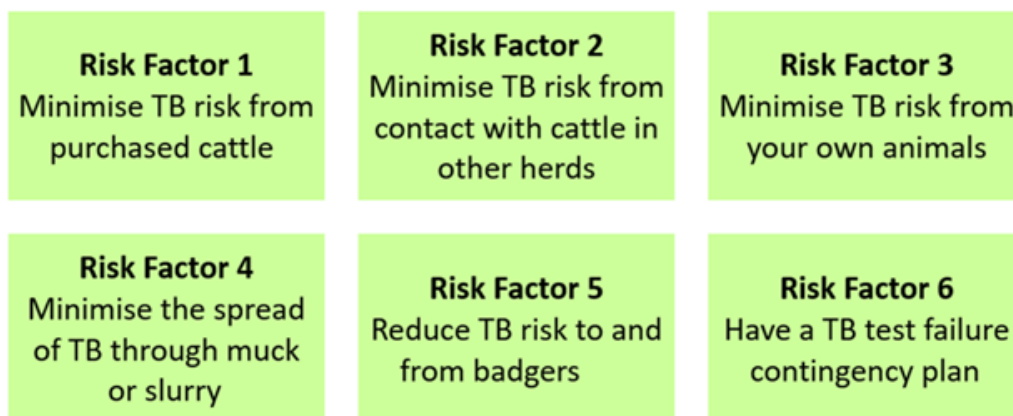 Risk Factor 1
Minimise TB risk from
purchased cattle
Risk Factor 2
Minimise TB risk from
contact with cattle in
other herds
Risk Factor 3
Minimise TB risk from
your own animals
Risk Factor 4
Minimise the spread
of TB through muck
or slurry
Risk Factor 5
Reduce TB risk to and
from badgers
Risk Factor 6
Have a TB test failure
contingency plan